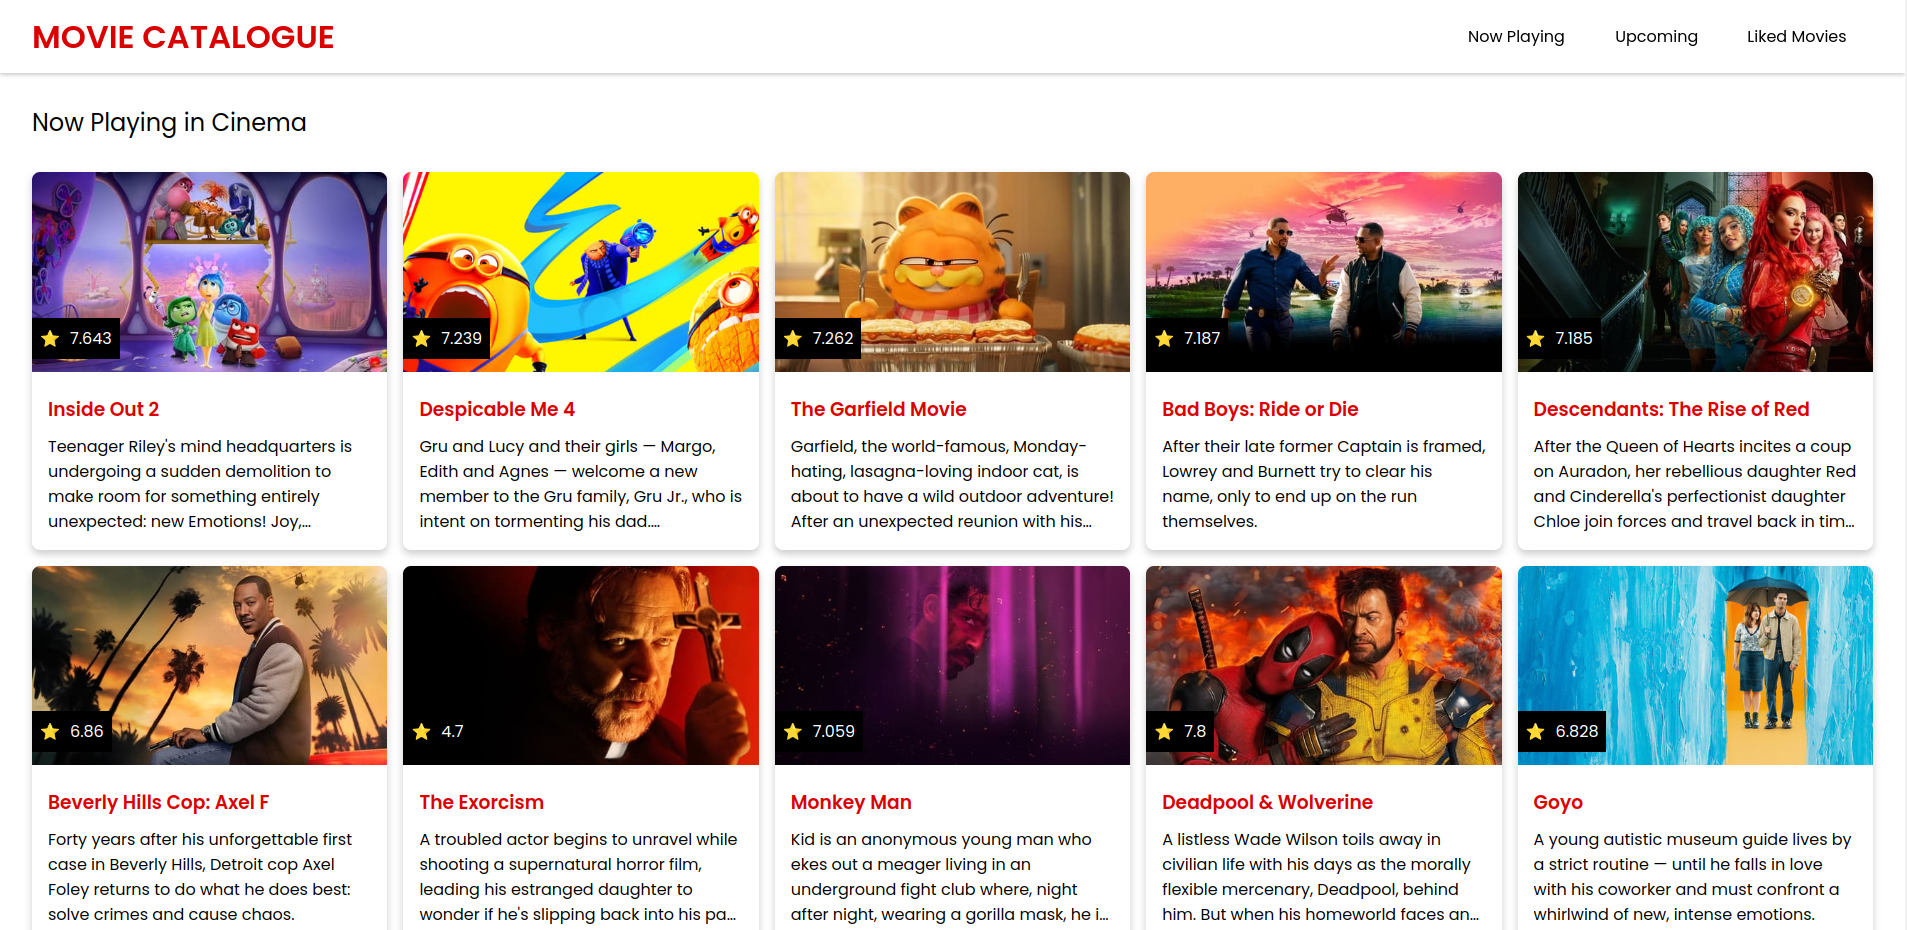 MOVIE CATALOGUE
Now Playing
Upcoming
Liked Movies
Now Playing in Cinema
7.643
7.239
7.262
7.187
7.185
Inside Out 2
Teenager Riley's mind headquarters is
undergoing a sudden demolition to
make room for something entirely
unexpected: new Emotions! Joy,...
Despicable Me 4
Gru and Lucy and their girls — Margo,
Edith and Agnes — welcome a new
member to the Gru family, Gru Jr., who is
intent on tormenting his dad....
The Garfield Movie
Garfield, the world-famous, Monday-
hating, lasagna-loving indoor cat, is
about to have a wild outdoor adventure!
After an unexpected reunion with his...
Bad Boys: Ride or Die
After their late former Captain is framed,
Lowrey and Burnett try to clear his
name, only to end up on the run
themselves.
Descendants: The Rise of Red
After the Queen of Hearts incites a coup
on Auradon, her rebellious daughter Red
and Cinderella's perfectionist daughter
Chloe join forces and travel back in tim...
6.86
4.7
7.059
7.8
6.828
Beverly Hills Cop: Axel F
Forty years after his unforgettable first
case in Beverly Hills, Detroit cop Axel
Foley returns to do what he does best:
solve crimes and cause chaos.
The Exorcism
A troubled actor begins to unravel while
shooting a supernatural horror film,
leading his estranged daughter to
wonder if he's slipping back into his pa...
Monkey Man
Kid is an anonymous young man who
ekes out a meager living in an
underground fight club where, night
after night, wearing a gorilla mask, he i...
Deadpool & Wolverine
A listless Wade Wilson toils away in
civilian life with his days as the morally
flexible mercenary, Deadpool, behind
him. But when his homeworld faces an...
Goyo
A young autistic museum guide lives by
a strict routine — until he falls in love
with his coworker and must confront a
whirlwind of new, intense emotions.